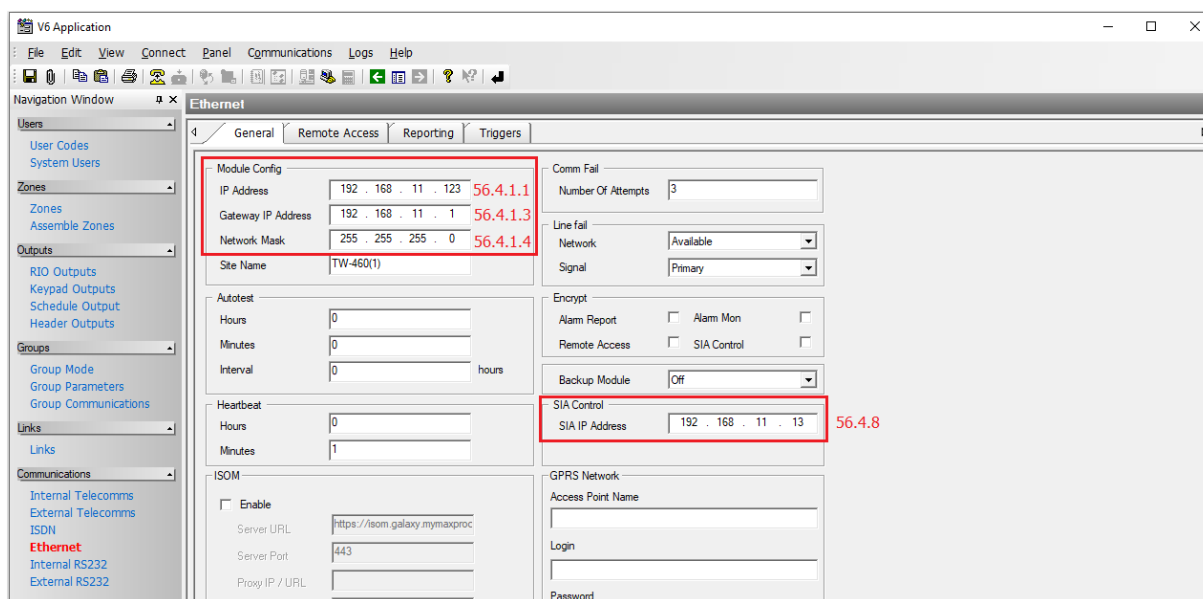 V6 Application
File Edit View Connect Panel Communications Logs Help
Navigation Window
Users
User Codes
System Users
Zones
Zones
Assemble Zones
Outputs
RIO Outputs
Keypad Outputs
Schedule Output
Header Outputs
Groups
Group Mode
Group Parameters
Group Communications
Links
Links
Communications
Internal Telecomms
External Telecomms
ISDN
Ethernet
Internal RS232
External RS232
Ethernet
General Remote Access Reporting Triggers
Module Config
IP Address 192 . 168 . 11 . 123 56.4.1.1
Gateway IP Address 192 . 168 . 11 . 1 56.4.1.3
Network Mask 255 . 255 . 255 . 0 56.4.1.4
Site Name TW-460(1)
Autotest
Hours 0
Minutes 0
Interval 0 hours
Heartbeat
Hours 0
Minutes 1
ISOM
Enable
Server URL https://isom.galaxy.mymaxproc
Server Port 443
Proxy IP / URL
Comm Fail
Number Of Attempts 3
Line fail
Network Available
Signal Primary
Encrypt
Alarm Report Alarm Mon
Remote Access SIA Control
Backup Module Off
SIA Control
SIA IP Address 192 . 168 . 11 . 13 56.4.8
GPRS Network
Access Point Name
Login
Password